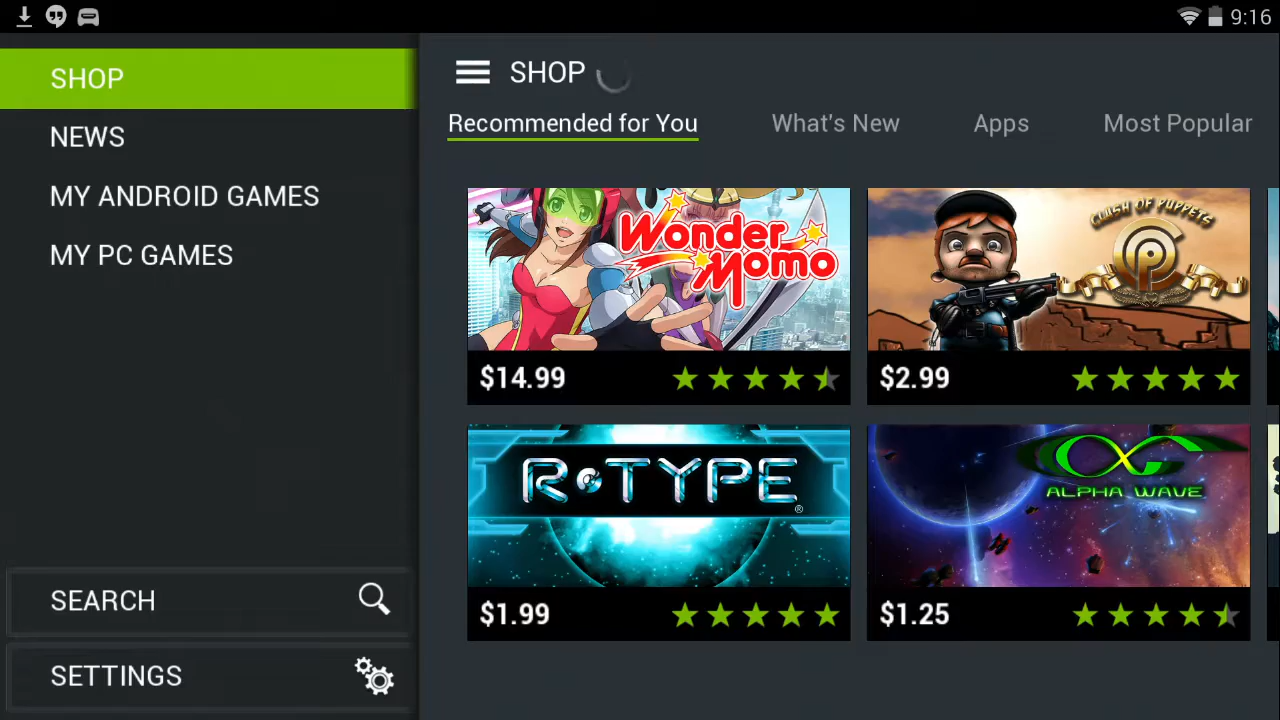 9:16
SHOP
NEWS
MY ANDROID GAMES
MY PC GAMES
SEARCH
SETTINGS
SHOP
Recommended for You What's New Apps Most Popular
Wonder Momo
$14.99
CLASH OF PUPPETS
CP
$2.99
R-TYPE®
$1.99
ALPHA WAVE
$1.25